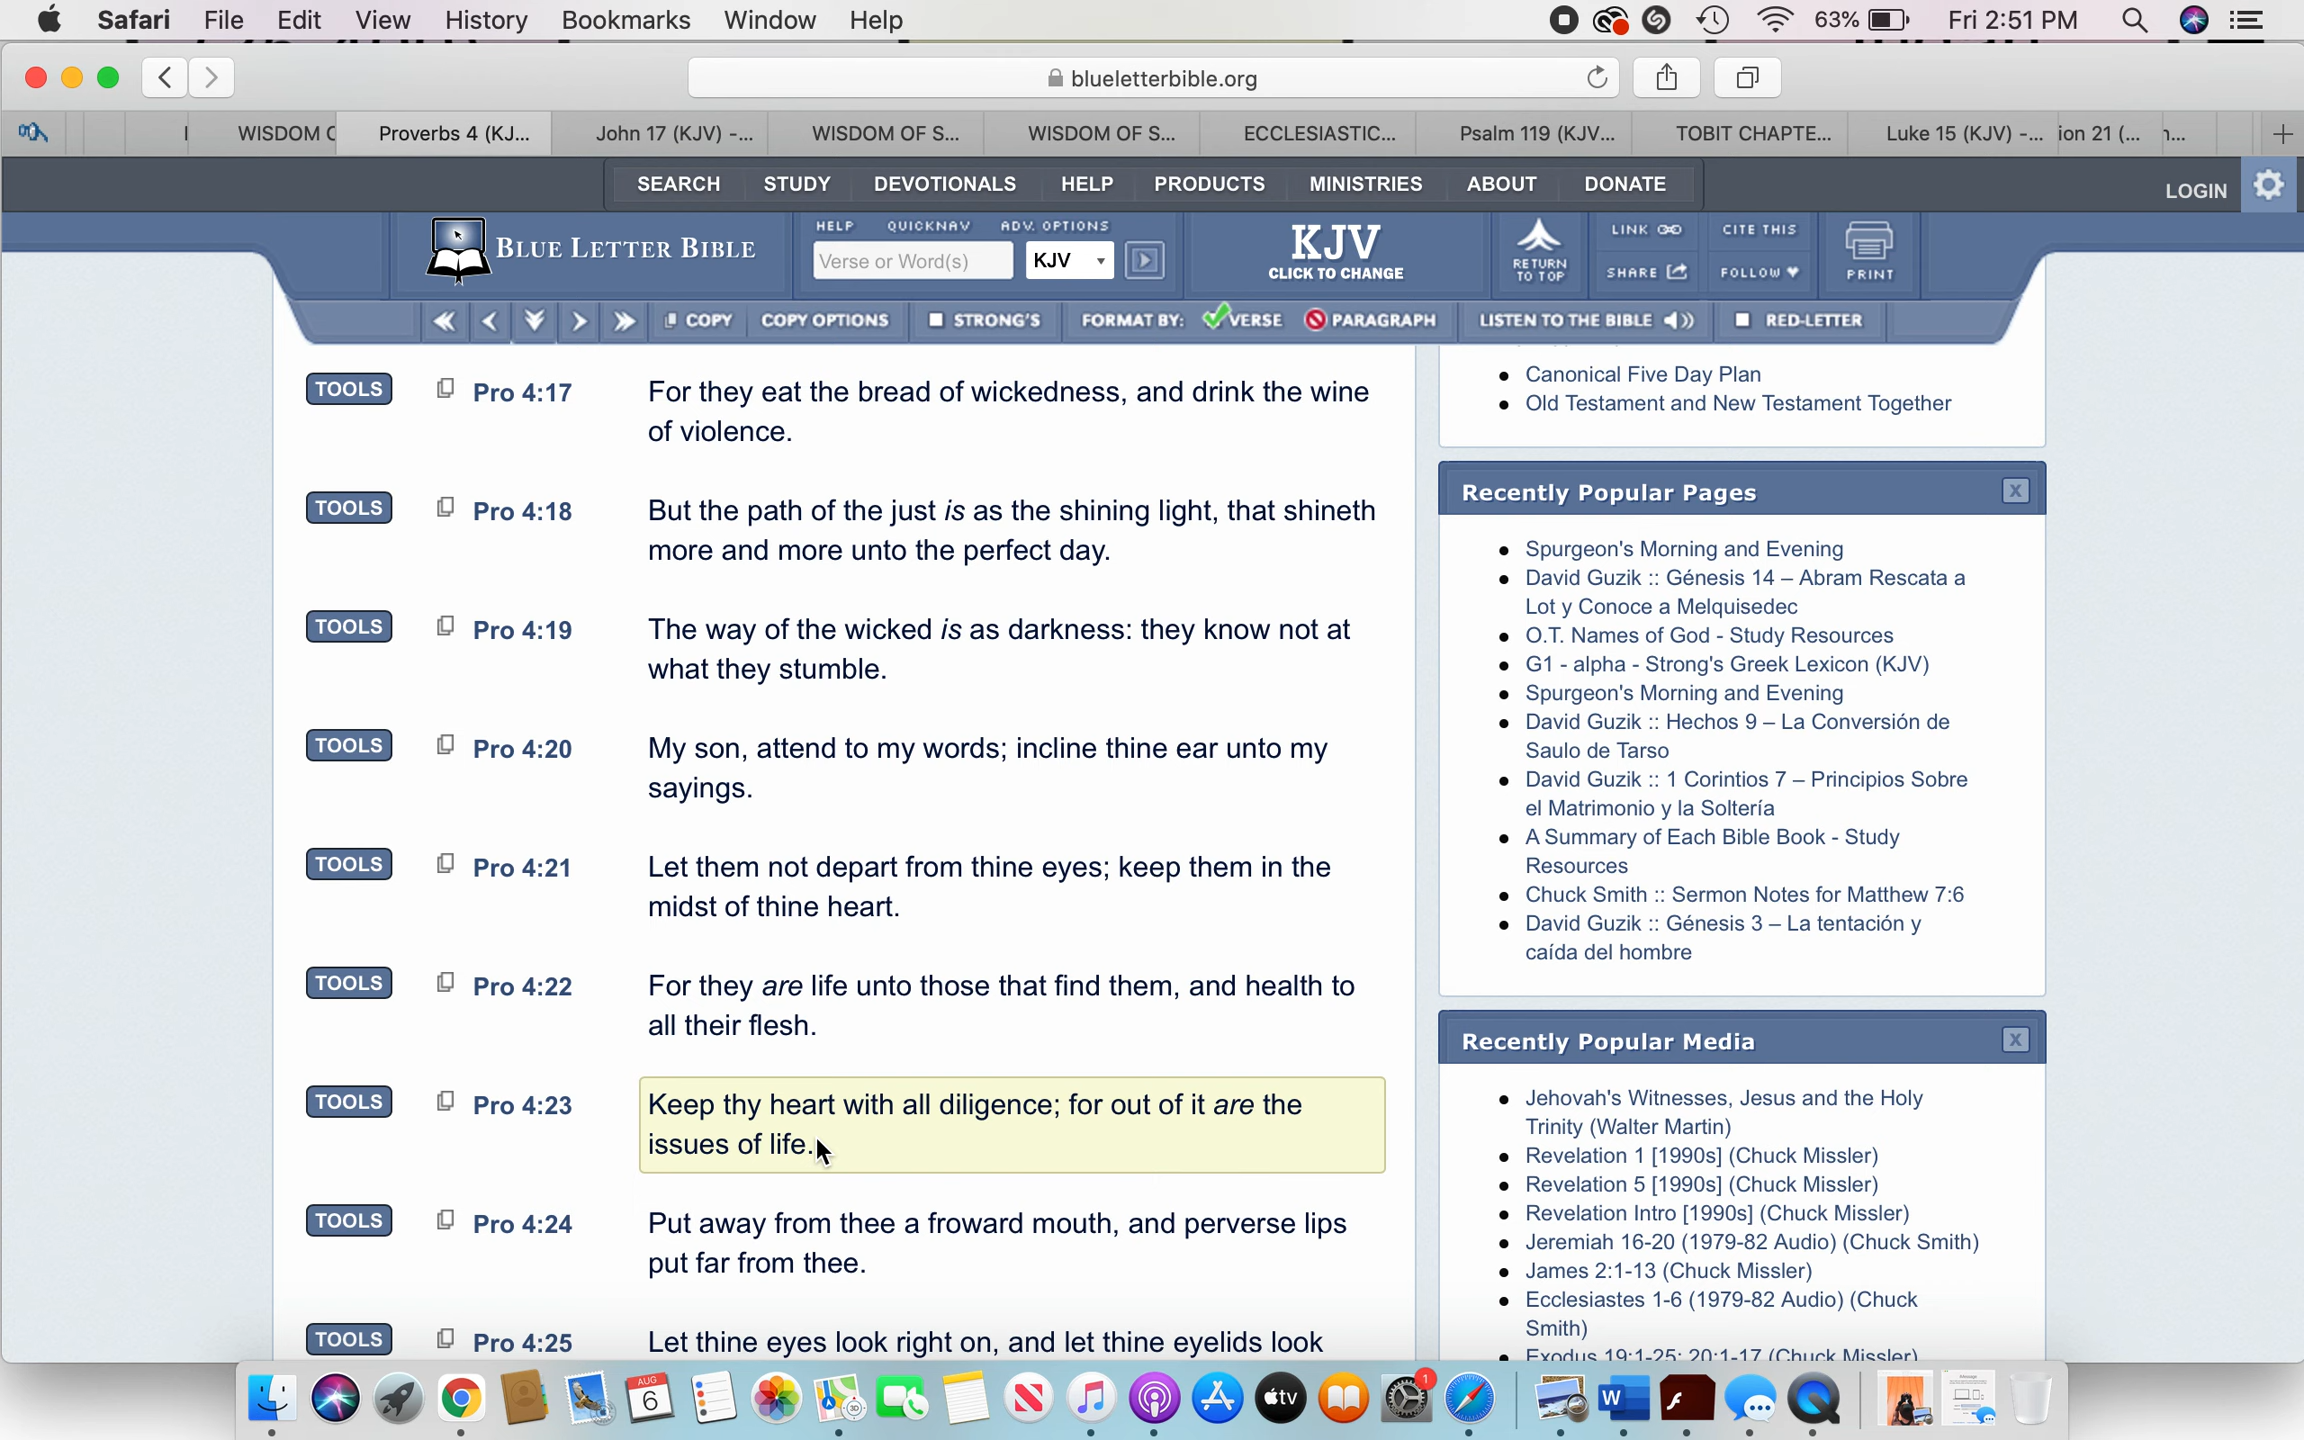 Safari File Edit View History Bookmarks Window Help 63% Fri 2:51 PM
blueletterbible.org
WISDOM O Proverbs 4 (KJ... John 17 (KJV) -... WISDOM OF S... WISDOM OF S... ECCLESIASTIC... Psalm 119 (KJV... TOBIT CHAPTE... Luke 15 (KJV) -... ion 21 (...
SEARCH STUDY DEVOTIONALS HELP PRODUCTS MINISTRIES ABOUT DONATE LOGIN
HELP QUICKNAV ADV. OPTIONS
BLUE LETTER BIBLE
Verse or Word(s) KJV
KJV
CLICK TO CHANGE
RETURN
TO TOP
LINK CITE THIS
SHARE FOLLOW
PRINT
COPY COPY OPTIONS STRONG'S FORMAT BY: VERSE PARAGRAPH LISTEN TO THE BIBLE RED-LETTER
TOOLS Pro 4:17 For they eat the bread of wickedness, and drink the wine
of violence.
TOOLS Pro 4:18 But the path of the just is as the shining light, that shineth
more and more unto the perfect day.
TOOLS Pro 4:19 The way of the wicked is as darkness: they know not at
what they stumble.
TOOLS Pro 4:20 My son, attend to my words; incline thine ear unto my
sayings.
TOOLS Pro 4:21 Let them not depart from thine eyes; keep them in the
midst of thine heart.
TOOLS Pro 4:22 For they are life unto those that find them, and health to
all their flesh.
TOOLS Pro 4:23 Keep thy heart with all diligence; for out of it are the
issues of life.
TOOLS Pro 4:24 Put away from thee a froward mouth, and perverse lips
put far from thee.
TOOLS Pro 4:25 Let thine eyes look right on, and let thine eyelids look
Canonical Five Day Plan
Old Testament and New Testament Together
Recently Popular Pages
Spurgeon's Morning and Evening
David Guzik :: Génesis 14 – Abram Rescata a
Lot y Conoce a Melquisedec
O.T. Names of God - Study Resources
G1 - alpha - Strong's Greek Lexicon (KJV)
Spurgeon's Morning and Evening
David Guzik :: Hechos 9 – La Conversión de
Saulo de Tarso
David Guzik :: 1 Corintios 7 – Principios Sobre
el Matrimonio y la Soltería
A Summary of Each Bible Book - Study
Resources
Chuck Smith :: Sermon Notes for Matthew 7:6
David Guzik :: Génesis 3 – La tentación y
caída del hombre
Recently Popular Media
Jehovah's Witnesses, Jesus and the Holy
Trinity (Walter Martin)
Revelation 1 [1990s] (Chuck Missler)
Revelation 5 [1990s] (Chuck Missler)
Revelation Intro [1990s] (Chuck Missler)
Jeremiah 16-20 (1979-82 Audio) (Chuck Smith)
James 2:1-13 (Chuck Missler)
Ecclesiastes 1-6 (1979-82 Audio) (Chuck
Smith)
Exodus 19:1-25; 20:1-17 (Chuck Missler)
AUG
6
3D
tv
1
W